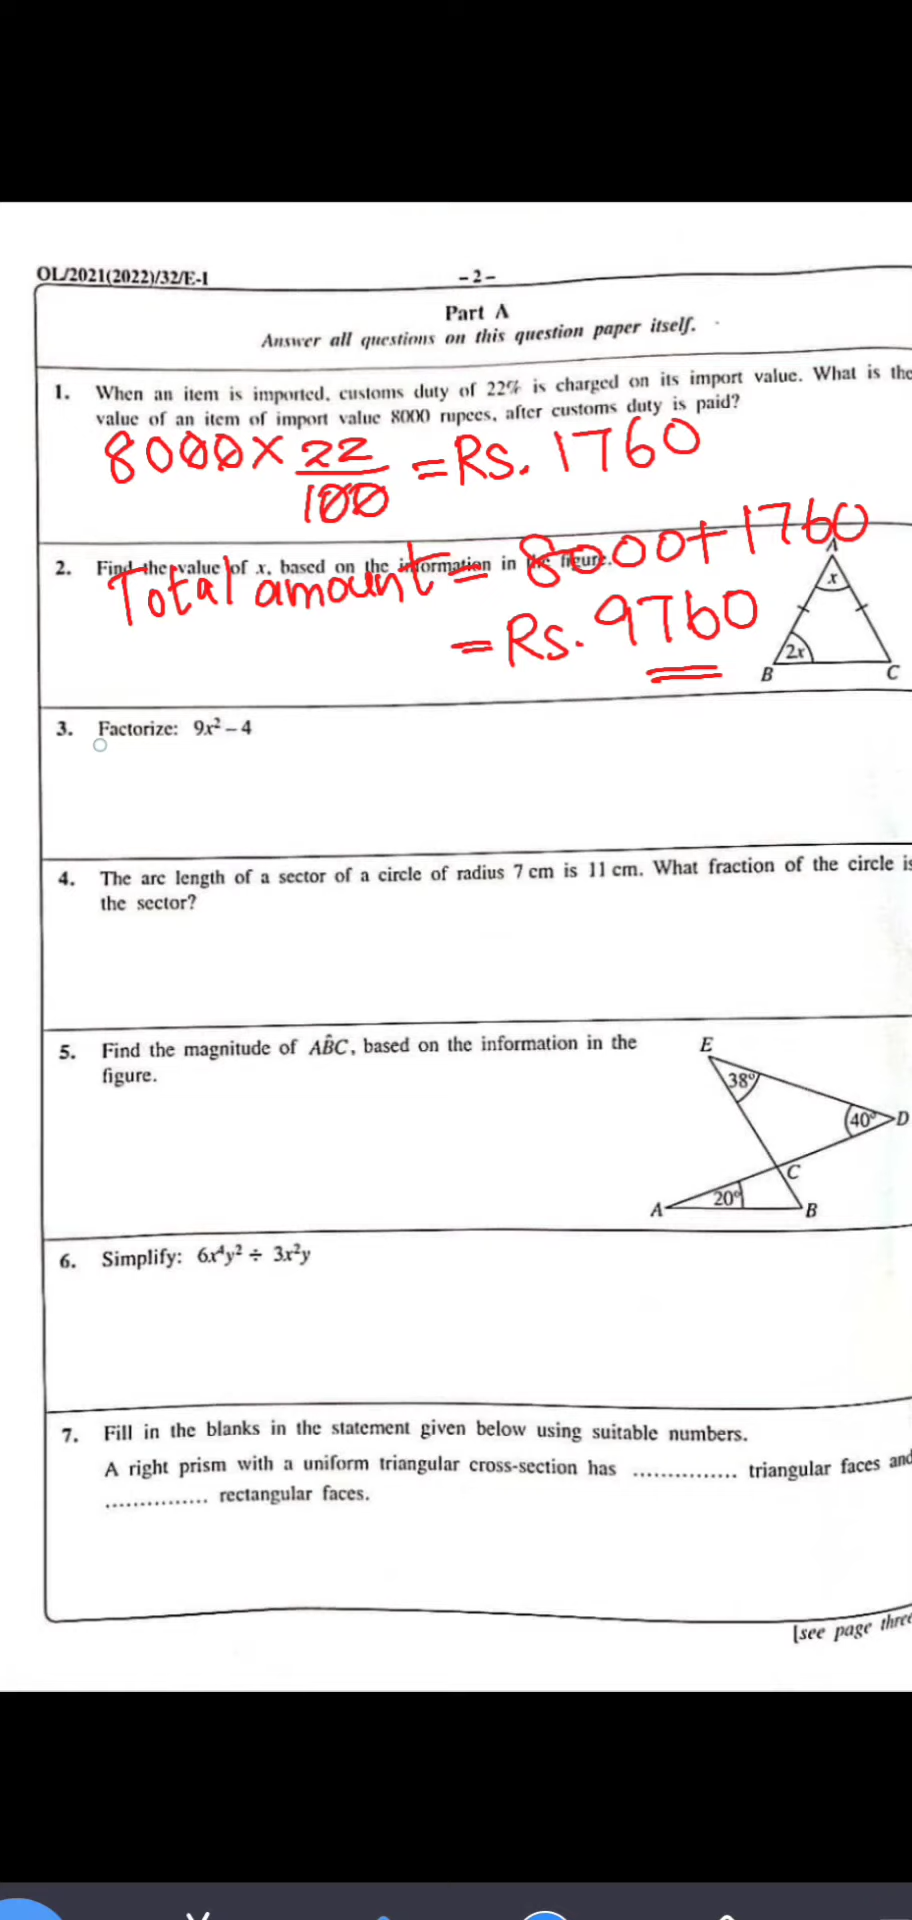 OL/2021(2022)/32/E-I
- 2 -
Part A
Answer all questions on this question paper itself.
1. When an item is imported, customs duty of 22% is charged on its import value. What is the
value of an item of import value 8000 rupees, after customs duty is paid?
8000 × 22/100 = Rs. 1760
2. Find the value of x, based on the information in the figure.
Total amount = 8000 + 1760
= Rs. 9760
A
x
2x
B
C
3. Factorize: 9x² – 4
4. The arc length of a sector of a circle of radius 7 cm is 11 cm. What fraction of the circle is
the sector?
5. Find the magnitude of AB̂C, based on the information in the
figure.
E
38°
40°
D
C
A
20°
B
6. Simplify: 6x⁴y² ÷ 3x²y
7. Fill in the blanks in the statement given below using suitable numbers.
A right prism with a uniform triangular cross-section has ............... triangular faces and
............... rectangular faces.
[see page three